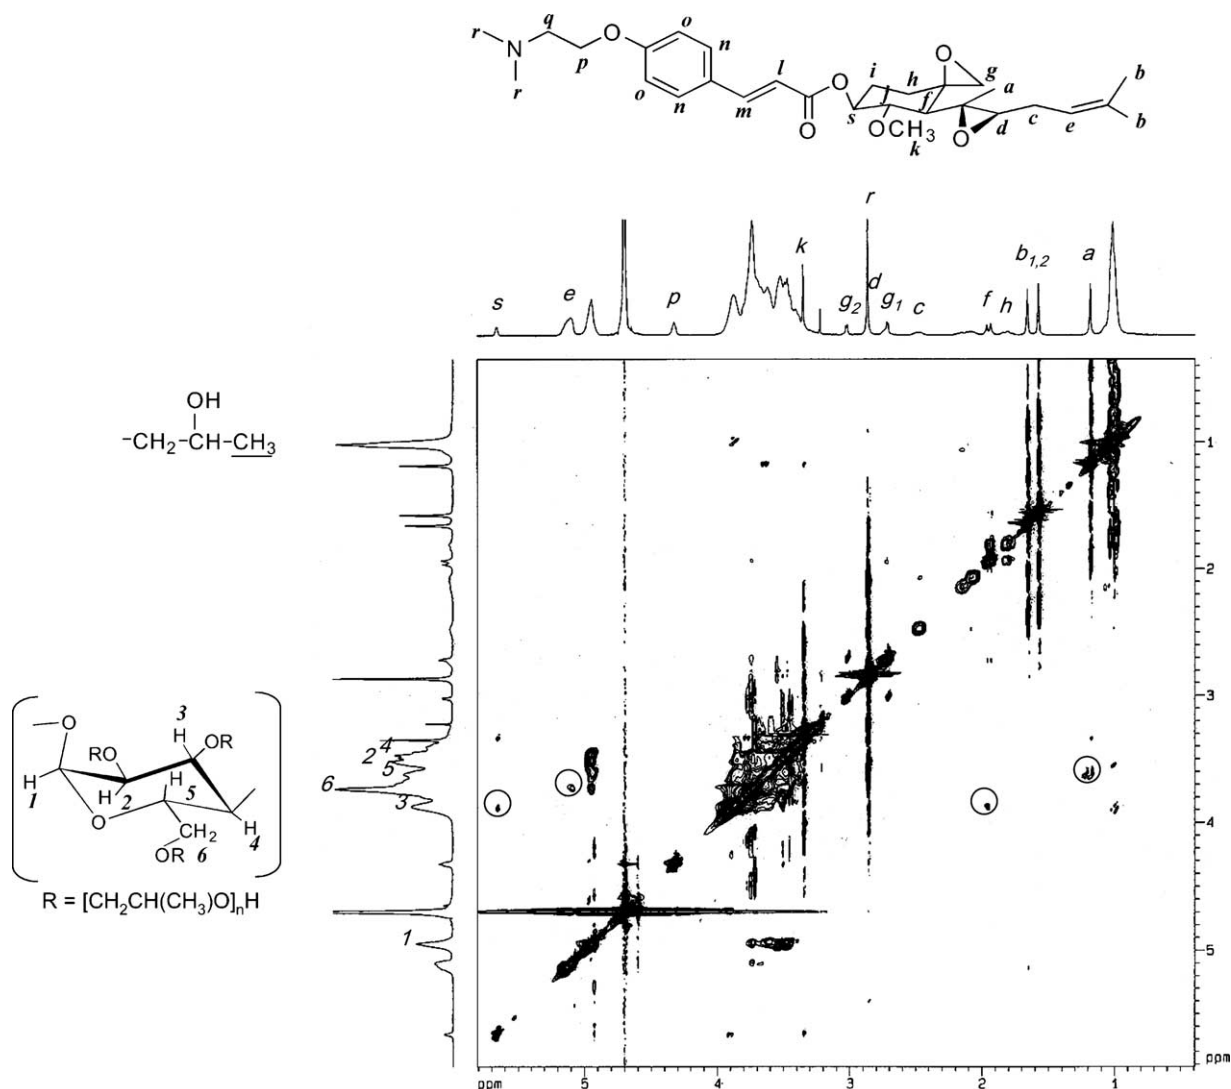 r N q p O o n m l O O i h O g a b
r o n s j f d c e b
OCH3 O
k
r
k b1,2 a
s e p g2 d g1 c f h
OH
-CH2-CH-CH3
1
2
3
O
3
H OR
RO
H 1 H 2 H 5
O CH2 H 4
RO 6
R = [CH2CH(CH3)O]nH
4
2
5
6 3
4
1
5
ppm
ppm 5 4 3 2 1